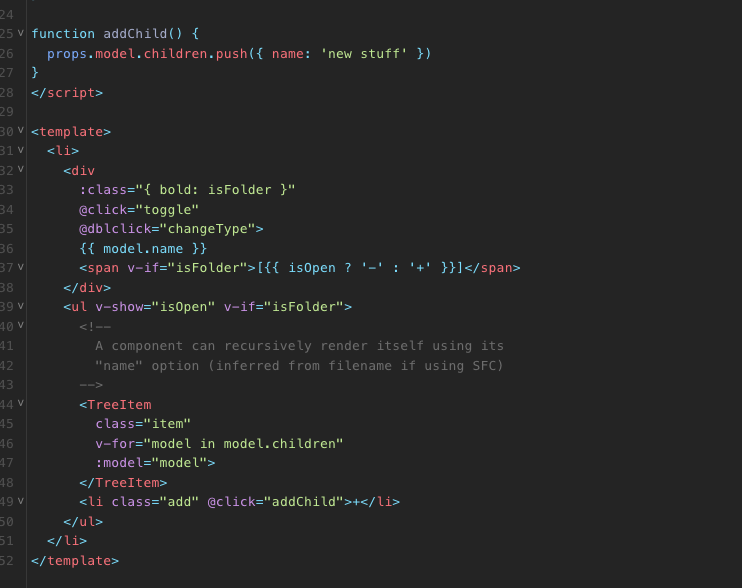 24
25 function addChild() {
26 props.model.children.push({ name: 'new stuff' })
27 }
28 </script>
29
30 <template>
31 <li>
32 <div
33 :class="{ bold: isFolder }"
34 @click="toggle"
35 @dblclick="changeType">
36 {{ model.name }}
37 <span v-if="isFolder">[{{ isOpen ? '-' : '+' }}]</span>
38 </div>
39 <ul v-show="isOpen" v-if="isFolder">
40 <!--
41 A component can recursively render itself using its
42 "name" option (inferred from filename if using SFC)
43 -->
44 <TreeItem
45 class="item"
46 v-for="model in model.children"
47 :model="model">
48 </TreeItem>
49 <li class="add" @click="addChild">+</li>
50 </ul>
51 </li>
52 </template>